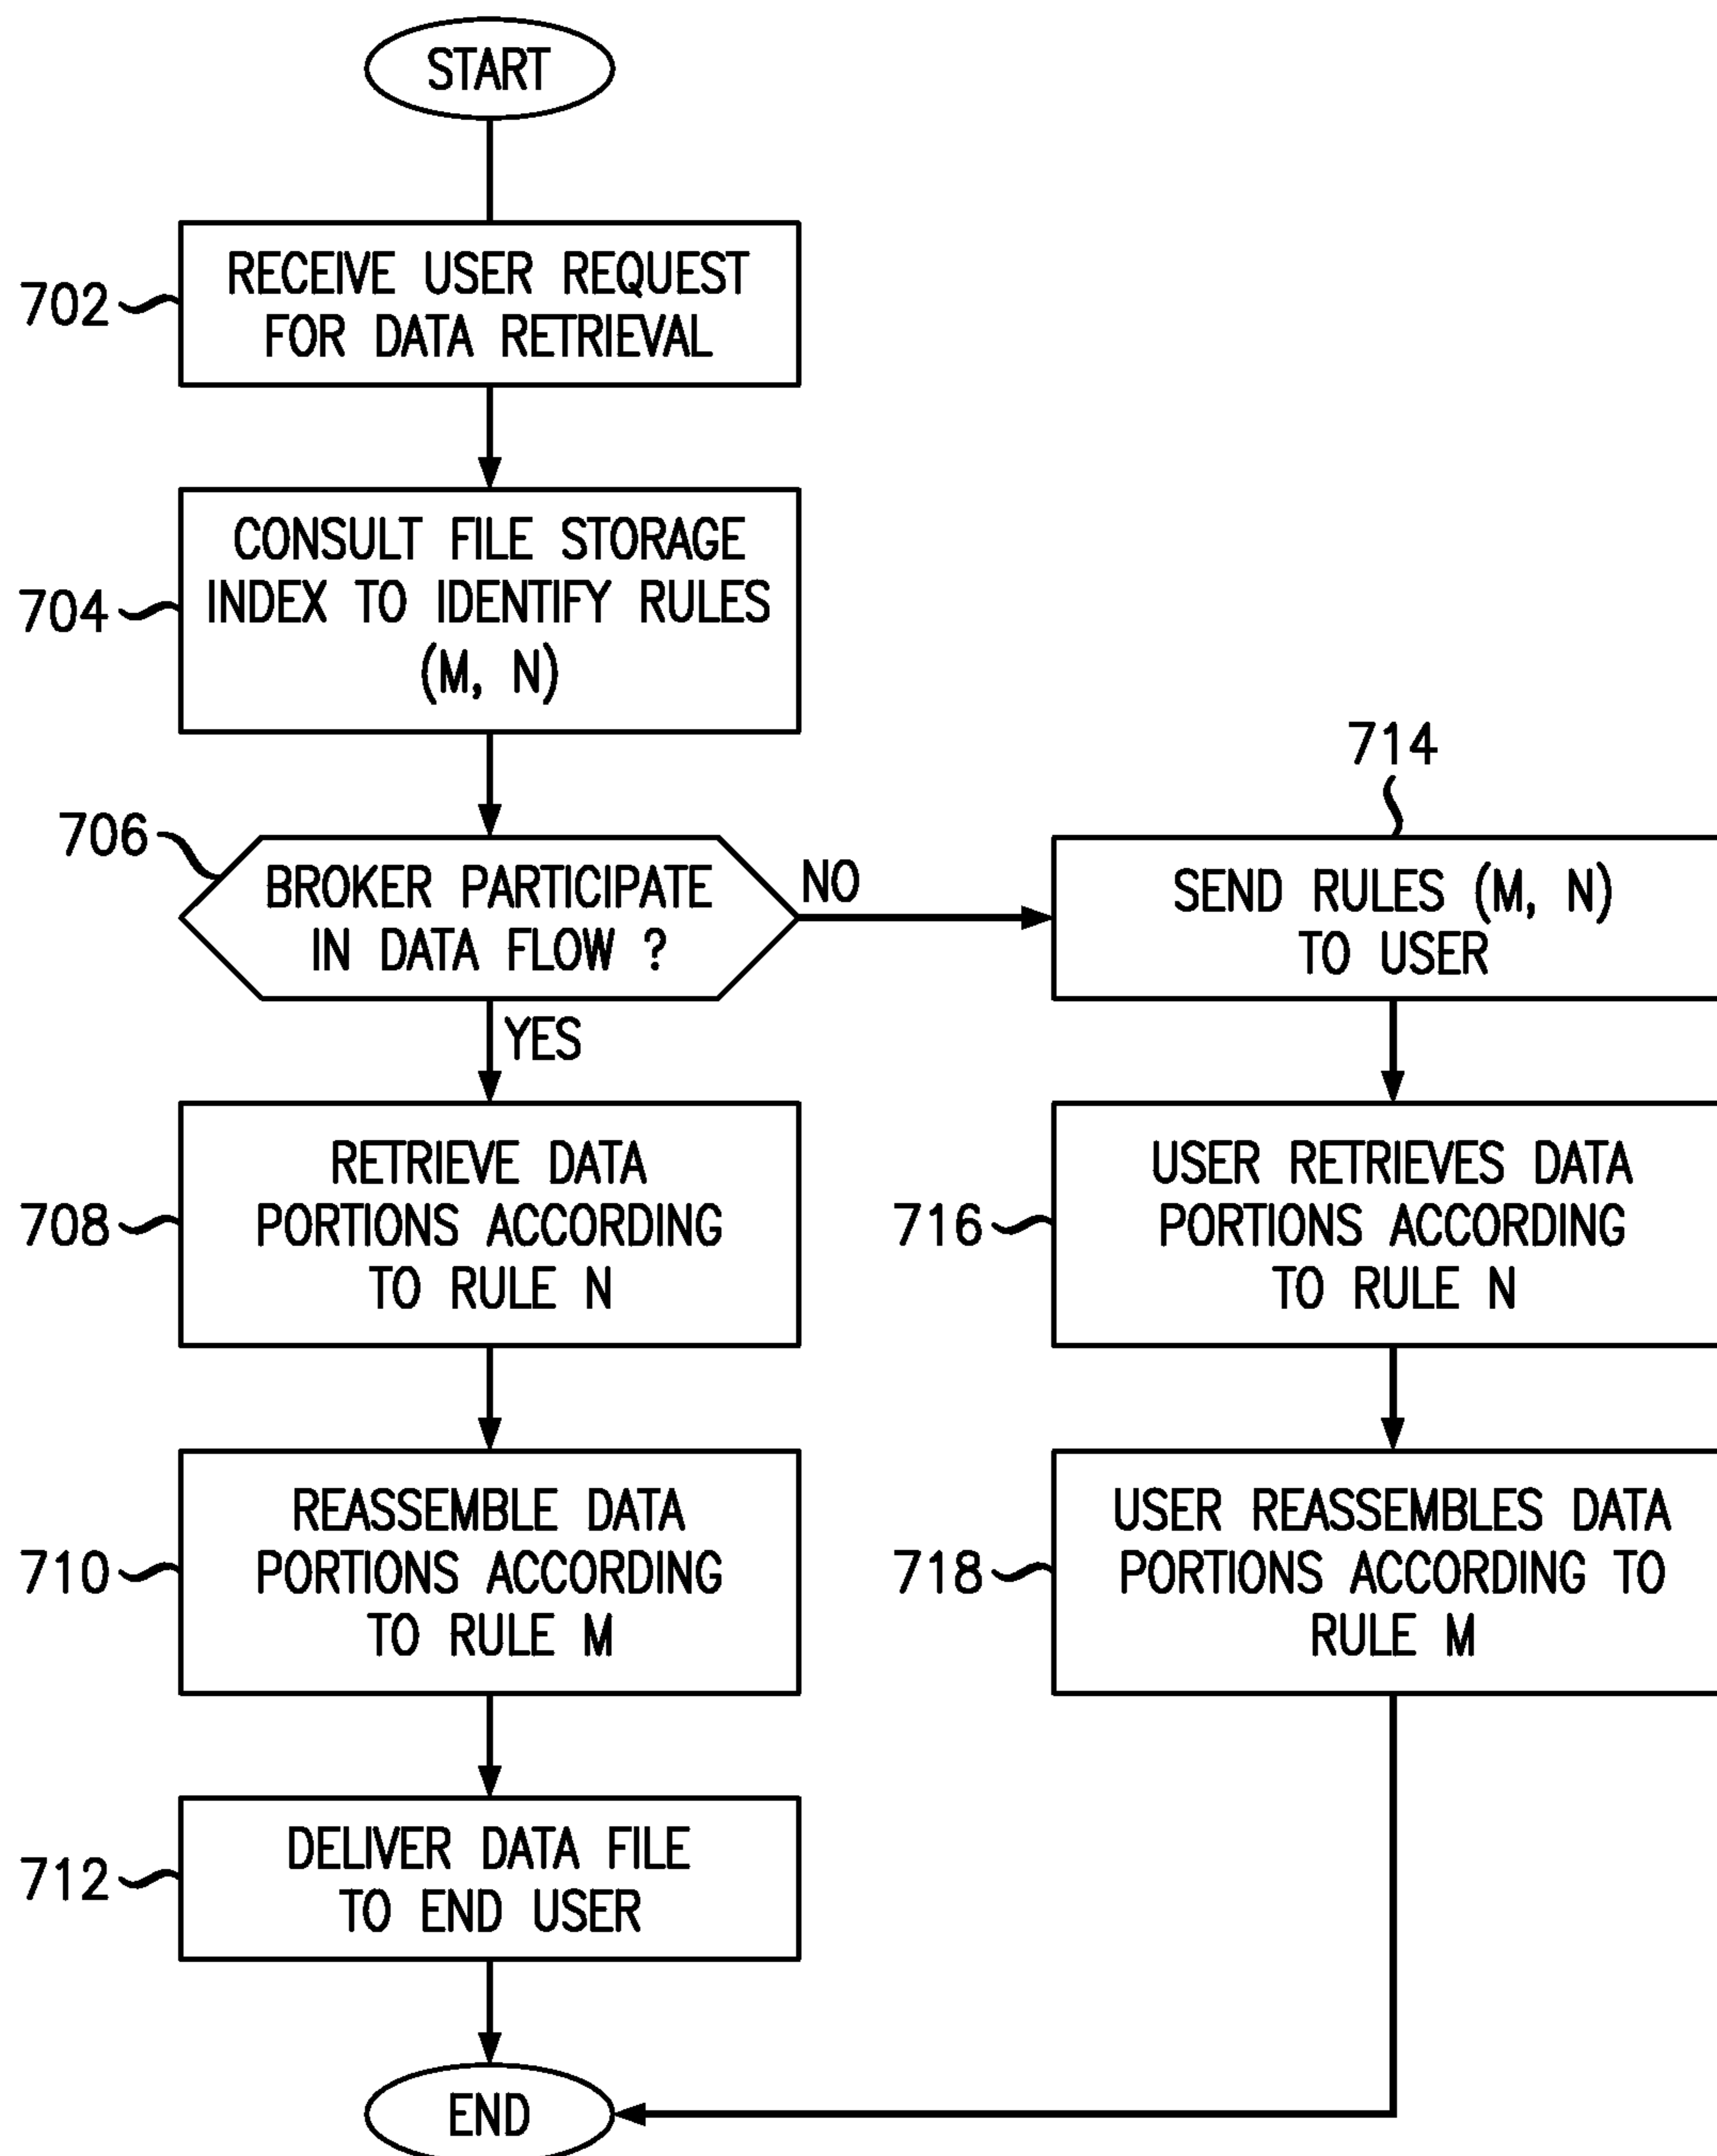 START
702
RECEIVE USER REQUEST
FOR DATA RETRIEVAL
704
CONSULT FILE STORAGE
INDEX TO IDENTIFY RULES
(M, N)
706
BROKER PARTICIPATE
IN DATA FLOW ?
NO
YES
708
RETRIEVE DATA
PORTIONS ACCORDING
TO RULE N
710
REASSEMBLE DATA
PORTIONS ACCORDING
TO RULE M
712
DELIVER DATA FILE
TO END USER
714
SEND RULES (M, N)
TO USER
716
USER RETRIEVES DATA
PORTIONS ACCORDING
TO RULE N
718
USER REASSEMBLES DATA
PORTIONS ACCORDING TO
RULE M
END